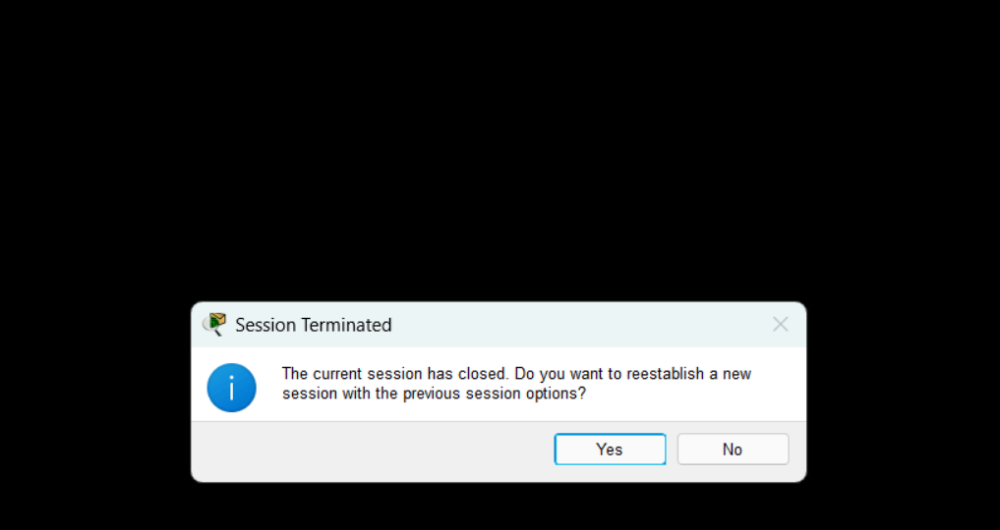 Session Terminated
The current session has closed. Do you want to reestablish a new
session with the previous session options?
Yes
No